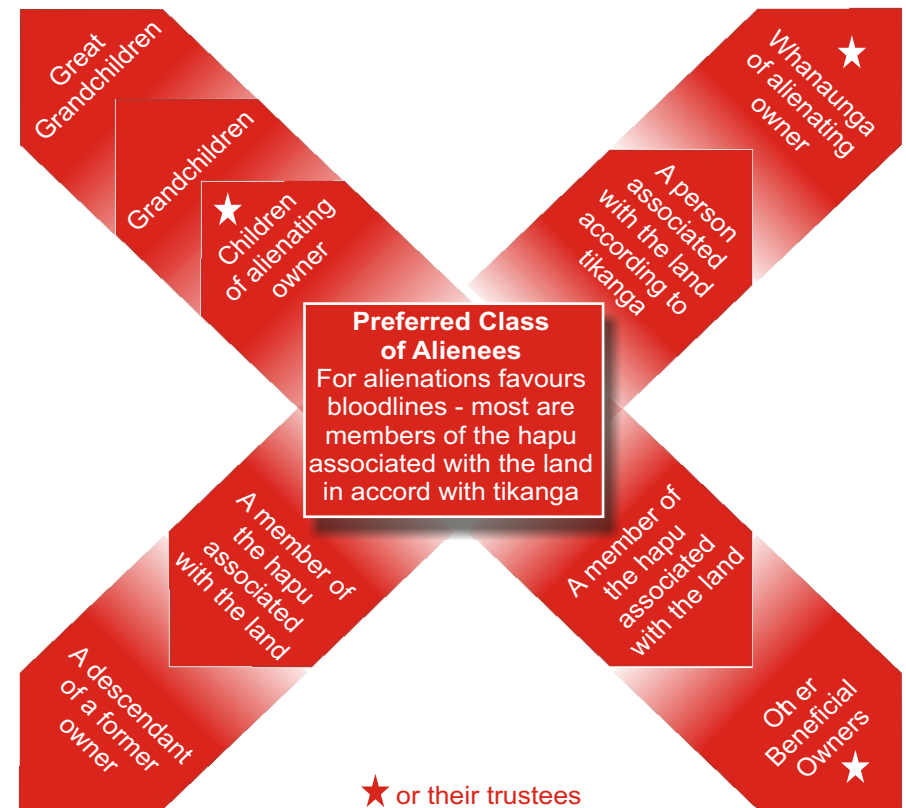 Great
Grandchildren
Grandchildren
Children
of alienating
owner
Whanaunga
of alienating
owner
A person
associated
with the land
according to
tikanga
Preferred Class
of Alienees
For alienations favours
bloodlines - most are
members of the hapu
associated with the land
in accord with tikanga
A member of
the hapu
associated
with the land
A descendant
of a former
owner
A member of
the hapu
associated
with the land
Other
Beneficial
Owners
or their trustees